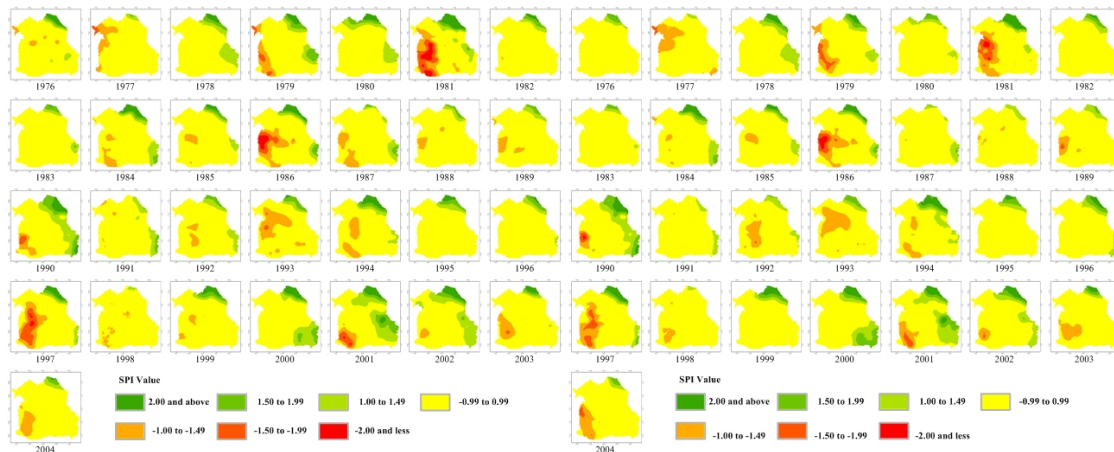 1976 1977 1978 1979 1980 1981 1982 1976 1977 1978 1979 1980 1981 1982
1983 1984 1985 1986 1987 1988 1989 1983 1984 1985 1986 1987 1988 1989
1990 1991 1992 1993 1994 1995 1996 1990 1991 1992 1993 1994 1995 1996
1997 1998 1999 2000 2001 2002 2003 1997 1998 1999 2000 2001 2002 2003
SPI Value
2.00 and above 1.50 to 1.99 1.00 to 1.49 -0.99 to 0.99
-1.00 to -1.49 -1.50 to -1.99 -2.00 and less
2004
SPI Value
2.00 and above 1.50 to 1.99 1.00 to 1.49 -0.99 to 0.99
-1.00 to -1.49 -1.50 to -1.99 -2.00 and less
2004